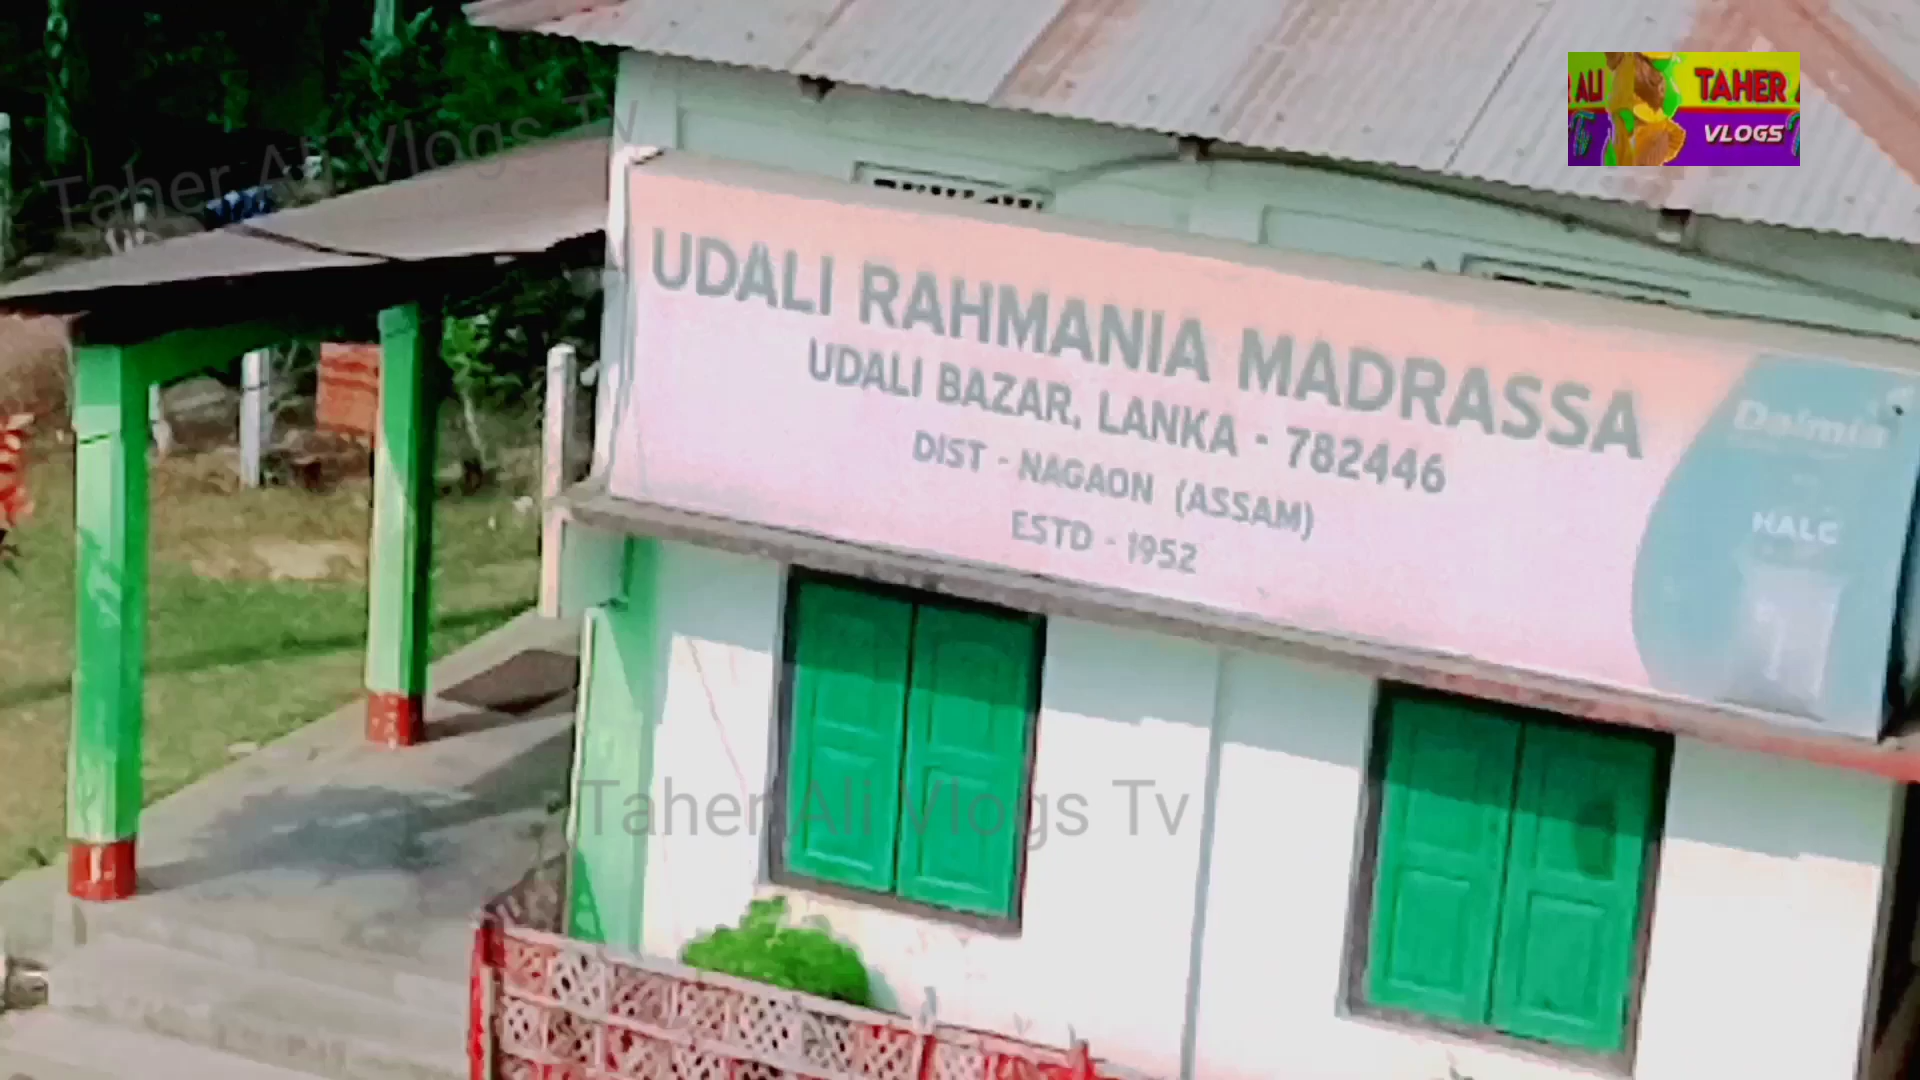 ALI TAHER
Tv VLOGS
Taher Ali Vlogs Tv
UDALI RAHMANIA MADRASSA
UDALI BAZAR, LANKA - 782446
DIST - NAGAON (ASSAM)
ESTD - 1952
Dalmia
Taher Ali Vlogs Tv